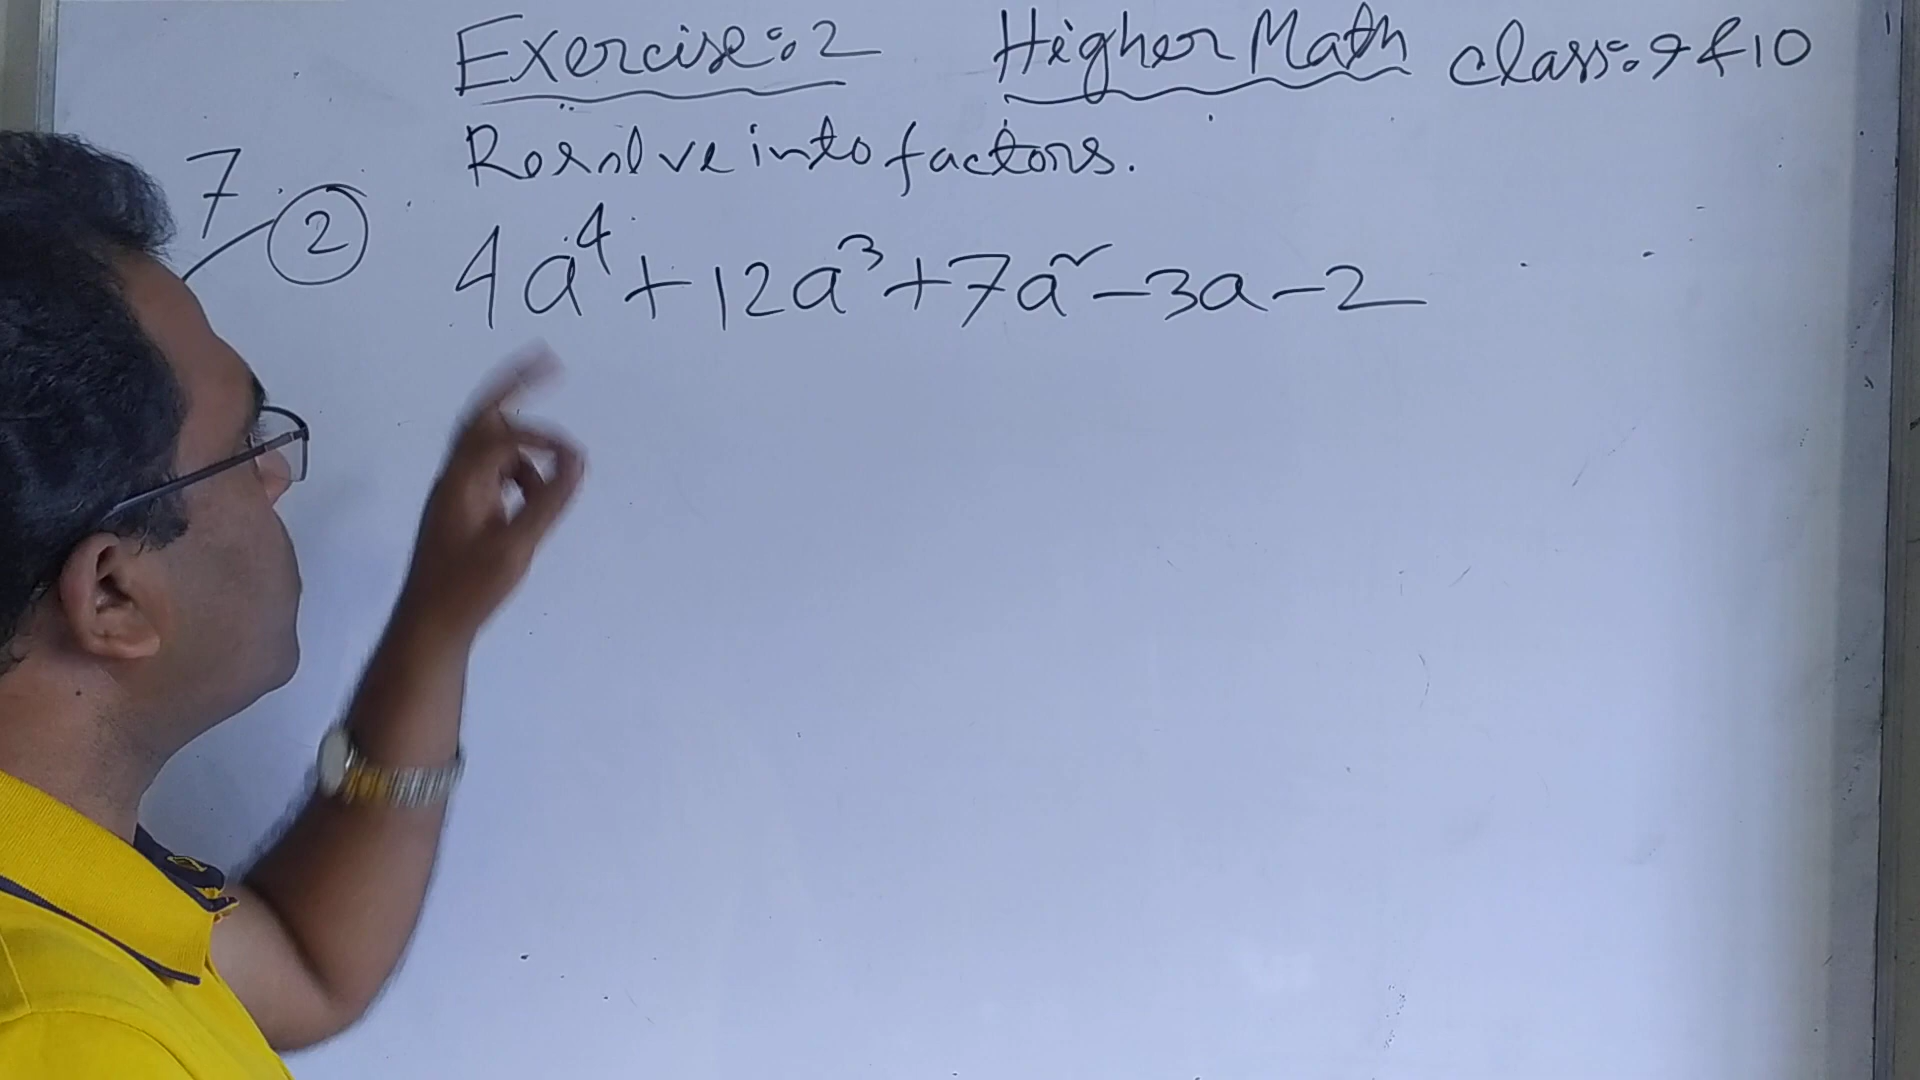 Exercise:2 Higher Math class: 9 & 10
Resolve into factors.
7 2 4a⁴+12a³+7a²-3a-2